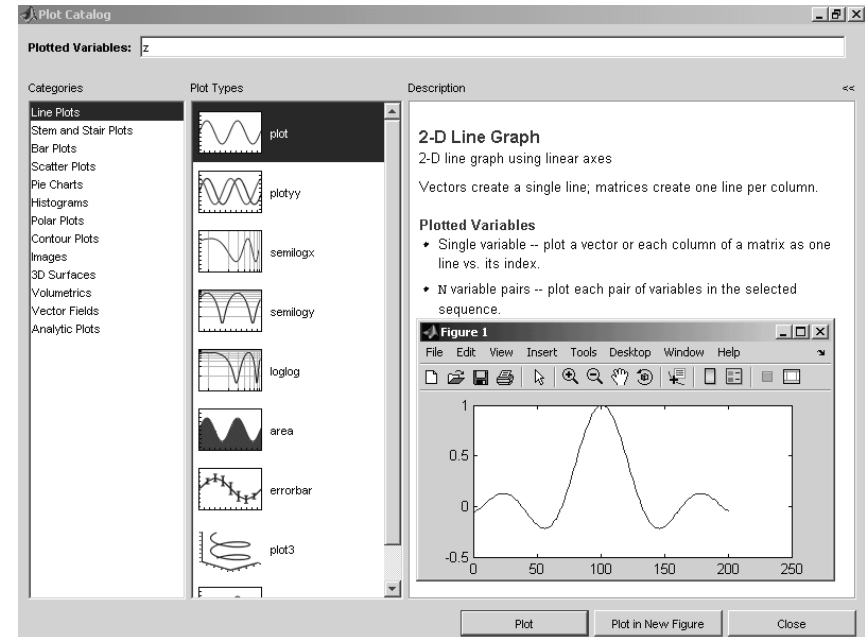 Plot Catalog
Plotted Variables: z
Categories
Plot Types
Description
<<
Line Plots
Stem and Stair Plots
Bar Plots
Scatter Plots
Pie Charts
Histograms
Polar Plots
Contour Plots
Images
3D Surfaces
Volumetrics
Vector Fields
Analytic Plots
plot
plotyy
semilogx
semilogy
loglog
area
errorbar
plot3
2-D Line Graph
2-D line graph using linear axes
Vectors create a single line; matrices create one line per column.
Plotted Variables
• Single variable -- plot a vector or each column of a matrix as one
line vs. its index.
• N variable pairs -- plot each pair of variables in the selected
sequence.
Figure 1
File Edit View Insert Tools Desktop Window Help
1
0.5
0
-0.5
0 50 100 150 200 250
Plot
Plot in New Figure
Close